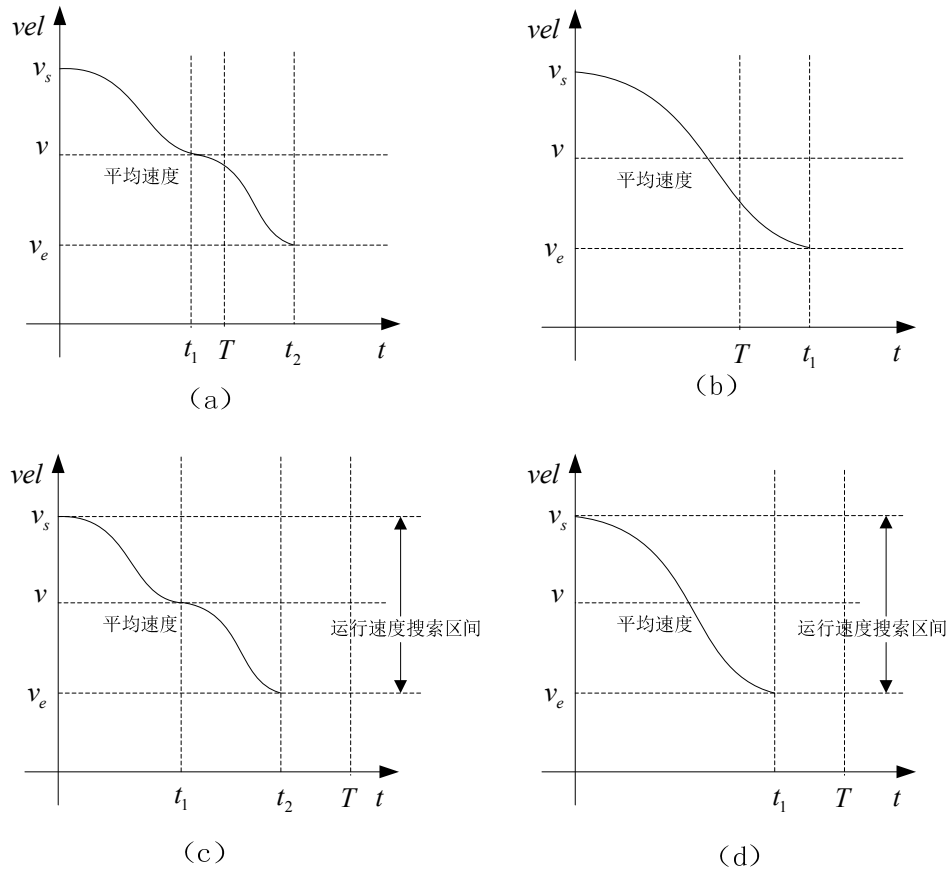 vel
v_s
v
平均速度
v_e
t_1 T t_2 t
(a)
vel
v_s
v
平均速度
v_e
T t_1 t
(b)
vel
v_s
v
平均速度
运行速度搜索区间
v_e
t_1 t_2 T t
(c)
vel
v_s
v
平均速度
运行速度搜索区间
v_e
t_1 T t
(d)